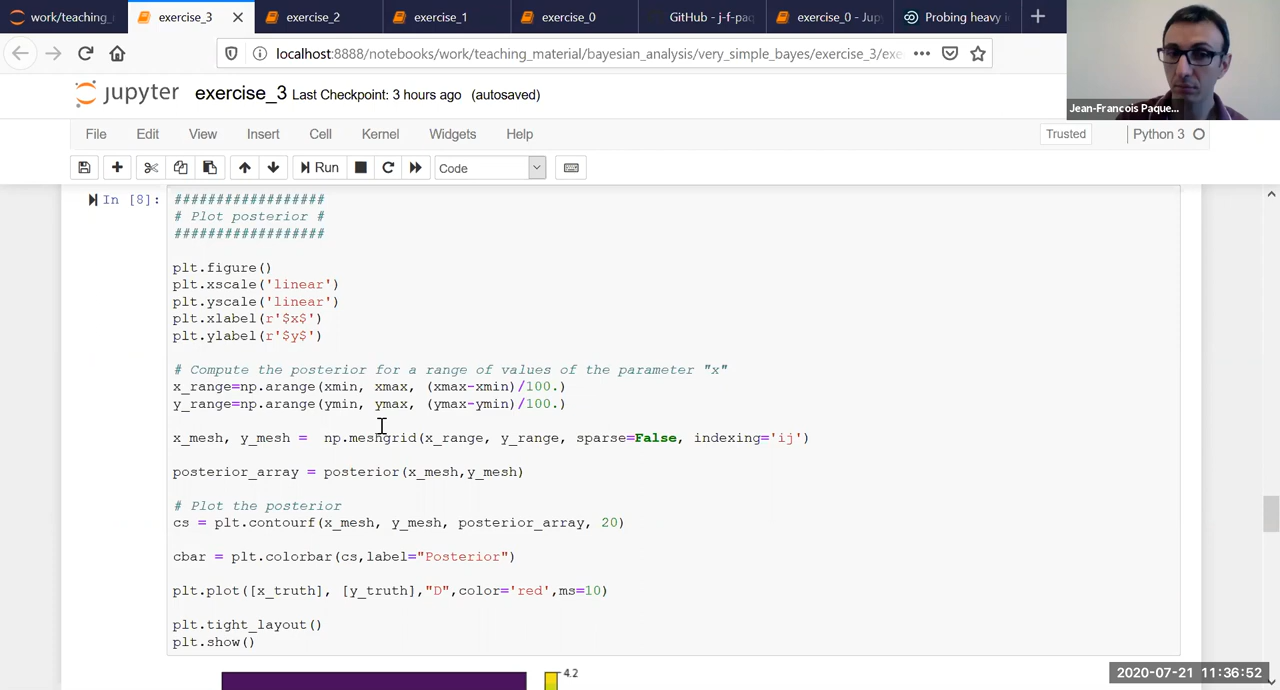 work/teaching_
exercise_3
exercise_2
exercise_1
exercise_0
GitHub - j-f-paq
exercise_0 - Jup
Probing heavy i
localhost:8888/notebooks/work/teaching_material/bayesian_analysis/very_simple_bayes/exercise_3/exe
Jean-Francois Paque...
jupyter exercise_3 Last Checkpoint: 3 hours ago (autosaved)
File Edit View Insert Cell Kernel Widgets Help Trusted Python 3
Run Code
In [8]:
##################
# Plot posterior #
##################
plt.figure()
plt.xscale('linear')
plt.yscale('linear')
plt.xlabel(r'$x$')
plt.ylabel(r'$y$')
# Compute the posterior for a range of values of the parameter "x"
x_range=np.arange(xmin, xmax, (xmax-xmin)/100.)
y_range=np.arange(ymin, ymax, (ymax-ymin)/100.)
x_mesh, y_mesh =  np.meshgrid(x_range, y_range, sparse=False, indexing='ij')
posterior_array = posterior(x_mesh,y_mesh)
# Plot the posterior
cs = plt.contourf(x_mesh, y_mesh, posterior_array, 20)
cbar = plt.colorbar(cs,label="Posterior")
plt.plot([x_truth], [y_truth],"D",color='red',ms=10)
plt.tight_layout()
plt.show()
4.2
2020-07-21 11:36:52